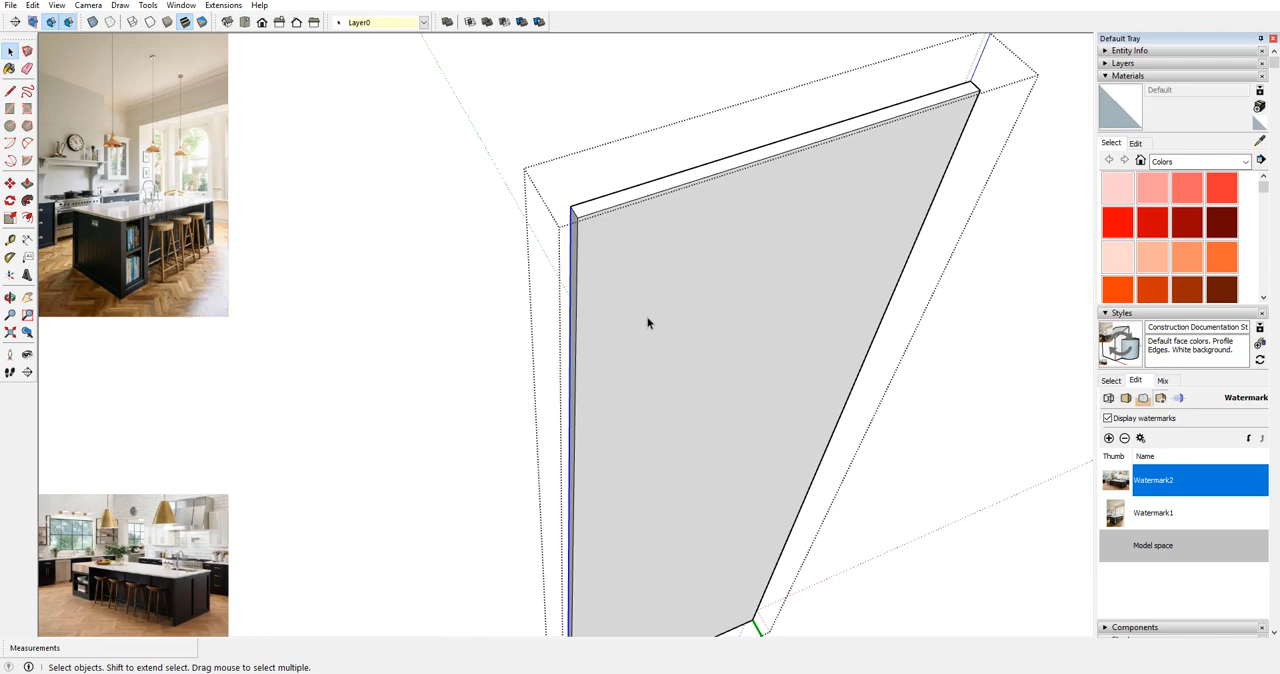 File Edit View Camera Draw Tools Window Extensions Help
Layer0
Default Tray
Entity Info
Layers
Materials
Default
Select Edit
Colors
Styles
Construction Documentation St
Default face colors. Profile
Edges. White background.
Select Edit Mix
Watermark
Display watermarks
Thumb Name
Watermark2
Watermark1
Model space
Components
Measurements
Select objects. Shift to extend select. Drag mouse to select multiple.